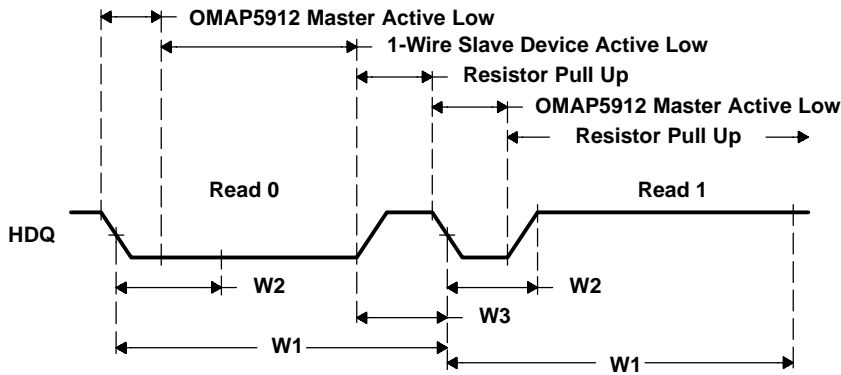 OMAP5912 Master Active Low
1-Wire Slave Device Active Low
Resistor Pull Up
OMAP5912 Master Active Low
Resistor Pull Up
Read 0
Read 1
HDQ
W2
W2
W3
W1
W1